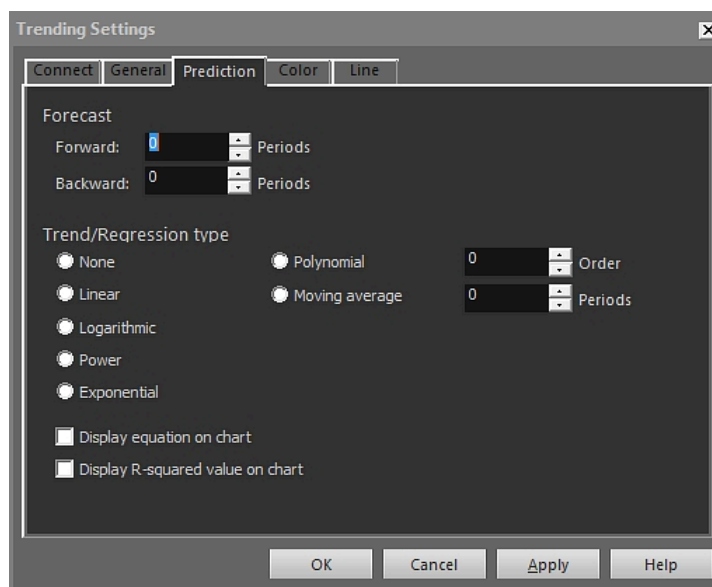 Trending Settings
Connect General Prediction Color Line
Forecast
Forward: 0 Periods
Backward: 0 Periods
Trend/Regression type
None Polynomial 0 Order
Linear Moving average 0 Periods
Logarithmic
Power
Exponential
Display equation on chart
Display R-squared value on chart
OK Cancel Apply Help